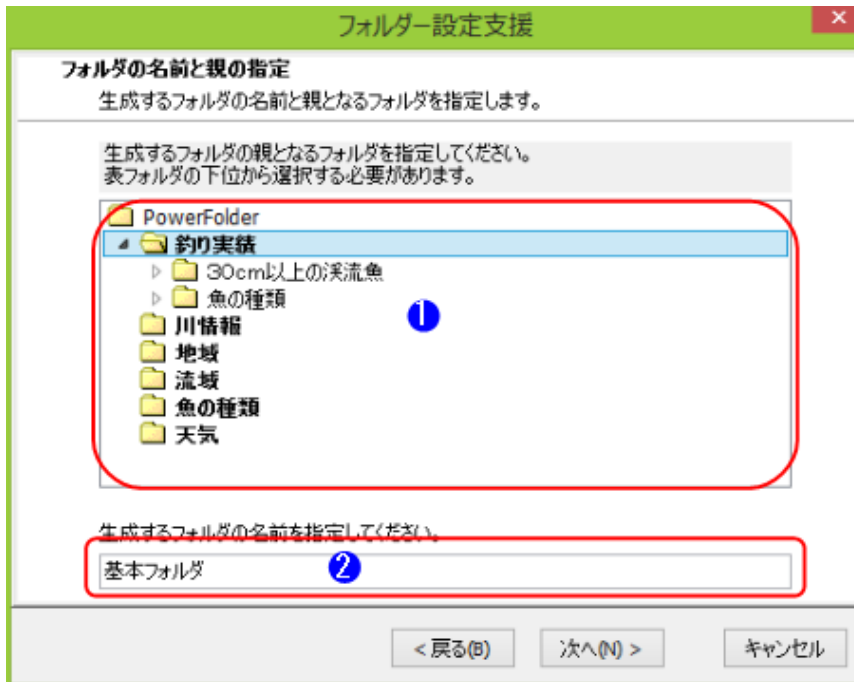 フォルダー設定支援
フォルダの名前と親の指定
生成するフォルダの名前と親となるフォルダを指定します。
生成するフォルダの親となるフォルダを指定してください。
表フォルダの下位から選択する必要があります。
PowerFolder
釣り実績
30cm以上の渓流魚
魚の種類
1
川情報
地域
流域
魚の種類
天気
生成するフォルダの名前を指定してください。
基本フォルダ
2
< 戻る(B)
次へ(N) >
キャンセル